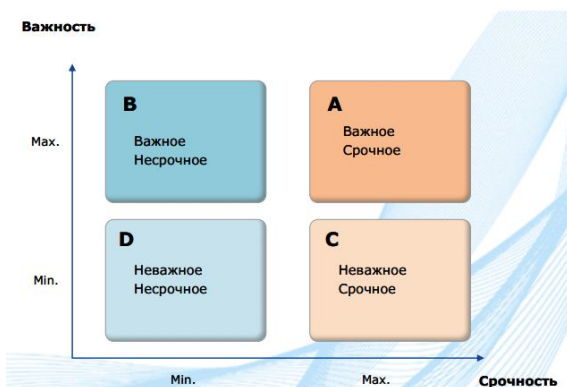 Важность
Max.
B
Важное
Несрочное
A
Важное
Срочное
Min.
D
Неважное
Несрочное
C
Неважное
Срочное
Min.
Max.
Срочность